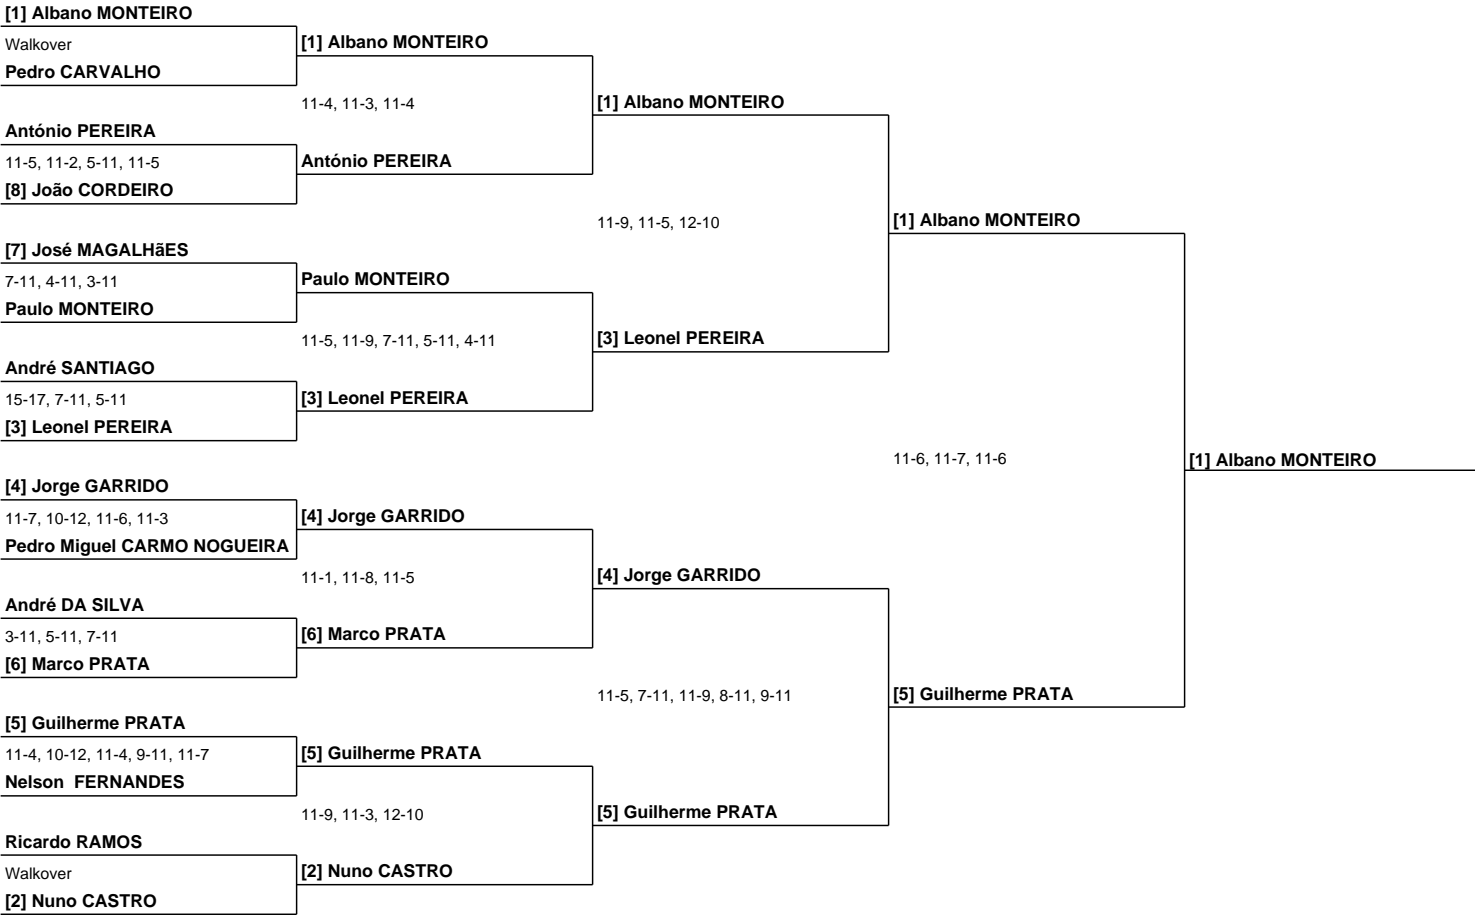 [1] Albano MONTEIRO
Walkover
Pedro CARVALHO
António PEREIRA
11-5, 11-2, 5-11, 11-5
[8] João CORDEIRO
[7] José MAGALHãES
7-11, 4-11, 3-11
Paulo MONTEIRO
André SANTIAGO
15-17, 7-11, 5-11
[3] Leonel PEREIRA
[4] Jorge GARRIDO
11-7, 10-12, 11-6, 11-3
Pedro Miguel CARMO NOGUEIRA
André DA SILVA
3-11, 5-11, 7-11
[6] Marco PRATA
[5] Guilherme PRATA
11-4, 10-12, 11-4, 9-11, 11-7
Nelson  FERNANDES
Ricardo RAMOS
Walkover
[2] Nuno CASTRO
[1] Albano MONTEIRO
11-4, 11-3, 11-4
António PEREIRA
Paulo MONTEIRO
11-5, 11-9, 7-11, 5-11, 4-11
[3] Leonel PEREIRA
[4] Jorge GARRIDO
11-1, 11-8, 11-5
[6] Marco PRATA
[5] Guilherme PRATA
11-9, 11-3, 12-10
[2] Nuno CASTRO
[1] Albano MONTEIRO
11-9, 11-5, 12-10
[3] Leonel PEREIRA
[4] Jorge GARRIDO
11-5, 7-11, 11-9, 8-11, 9-11
[5] Guilherme PRATA
[1] Albano MONTEIRO
11-6, 11-7, 11-6
[5] Guilherme PRATA
[1] Albano MONTEIRO